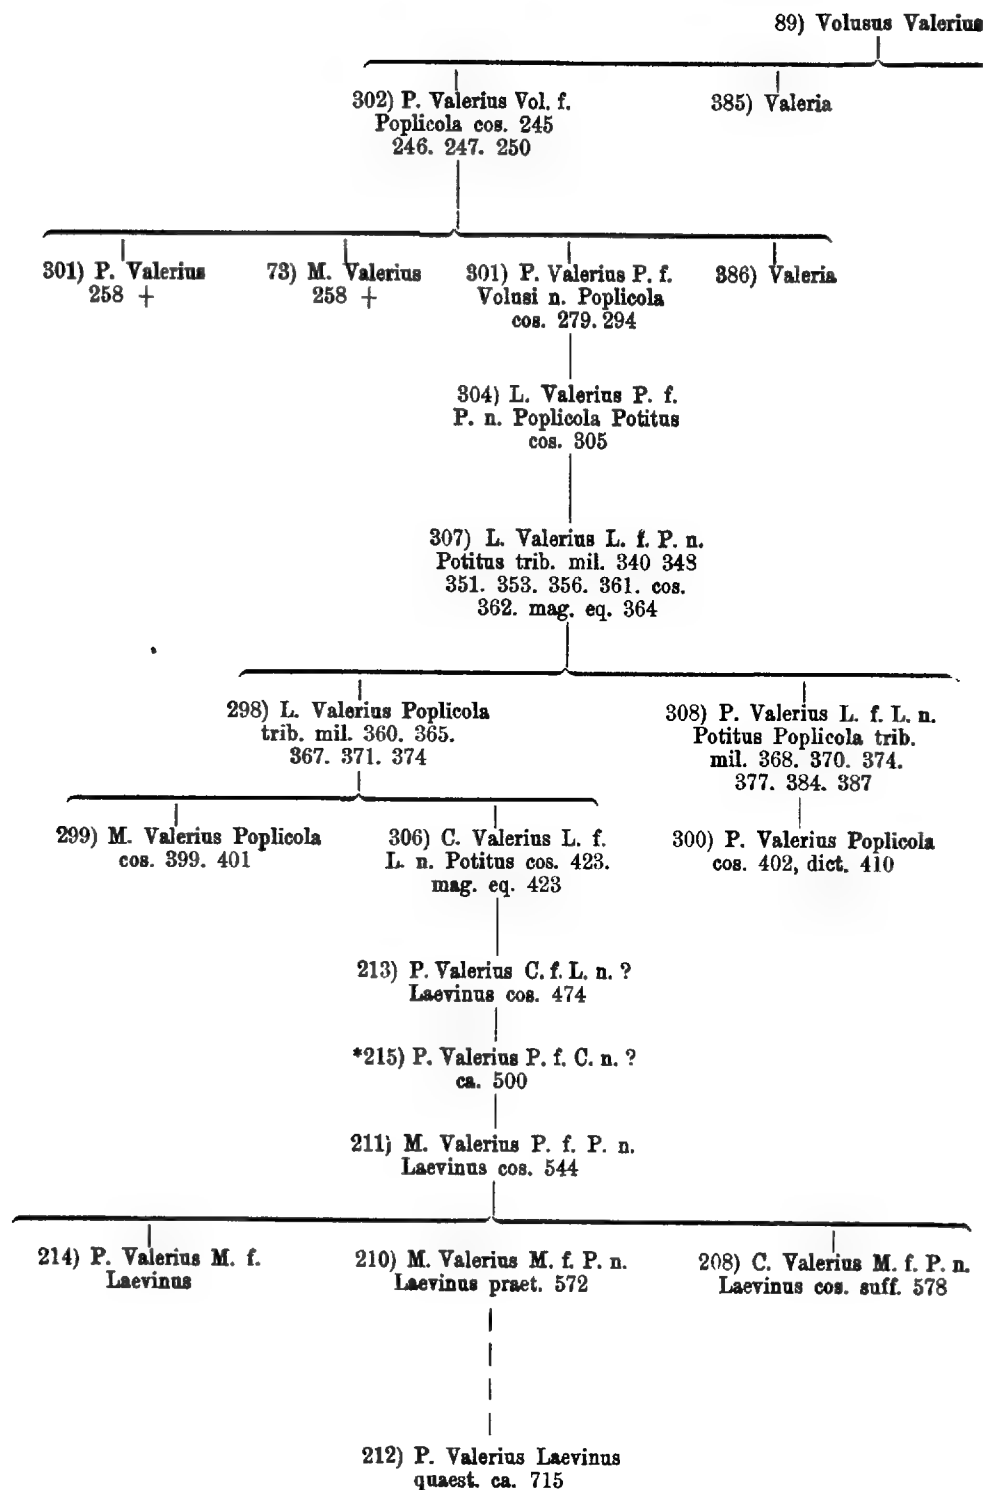 89) Volusus Valerius
302) P. Valerius Vol. f.
Poplicola cos. 245
246. 247. 250
385) Valeria
301) P. Valerius
258 +
73) M. Valerius
258 +
301) P. Valerius P. f.
Volusi n. Poplicola
cos. 279. 294
386) Valeria
304) L. Valerius P. f.
P. n. Poplicola Potitus
cos. 305
307) L. Valerius L. f. P. n.
Potitus trib. mil. 340 348
351. 353. 356. 361. cos.
362. mag. eq. 364
298) L. Valerius Poplicola
trib. mil. 360. 365.
367. 371. 374
308) P. Valerius L. f. L. n.
Potitus Poplicola trib.
mil. 368. 370. 374.
377. 384. 387
299) M. Valerius Poplicola
cos. 399. 401
306) C. Valerius L. f.
L. n. Potitus cos. 423.
mag. eq. 423
300) P. Valerius Poplicola
cos. 402, dict. 410
213) P. Valerius C. f. L. n. ?
Laevinus cos. 474
*215) P. Valerius P. f. C. n. ?
ca. 500
211) M. Valerius P. f. P. n.
Laevinus cos. 544
214) P. Valerius M. f.
Laevinus
210) M. Valerius M. f. P. n.
Laevinus praet. 572
208) C. Valerius M. f. P. n.
Laevinus cos. suff. 578
212) P. Valerius Laevinus
quaest. ca. 715